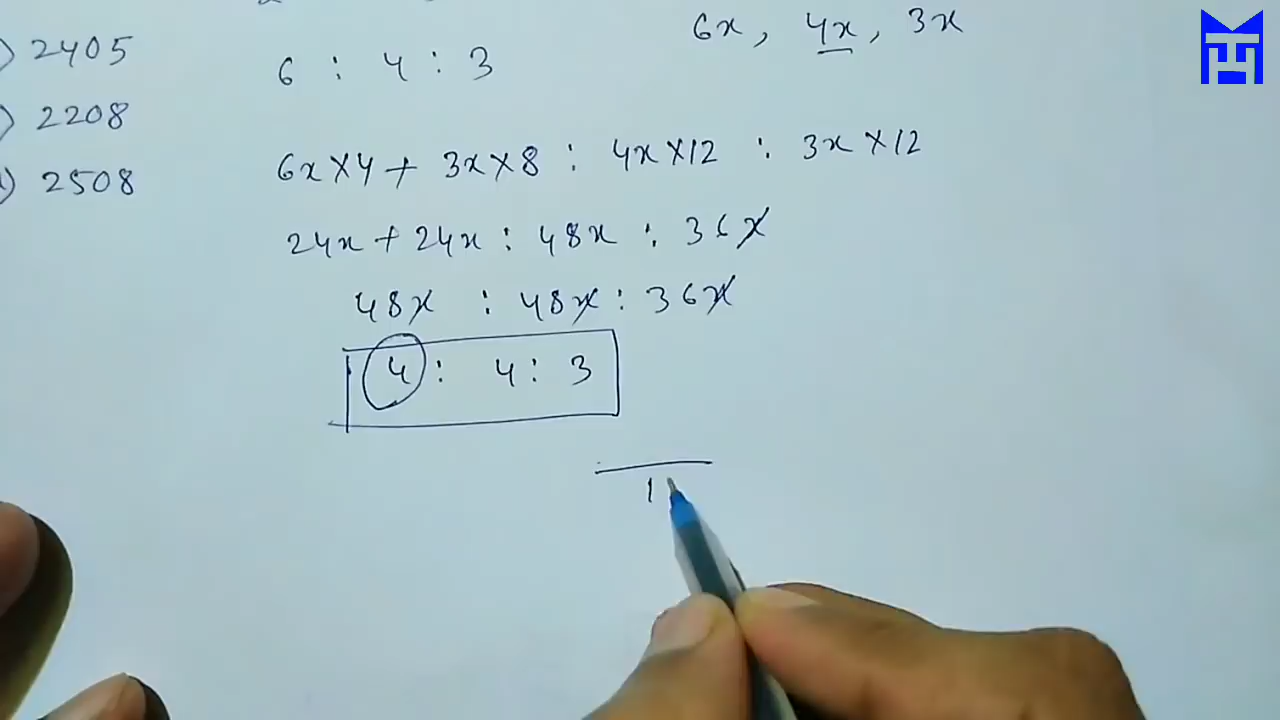 ) 2405
) 2208
) 2508
6x, 4x, 3x
6 : 4 : 3
6x×4 + 3x×8 : 4x×12 : 3x×12
24x + 24x : 48x : 36x
48x : 48x : 36x
4 : 4 : 3
1